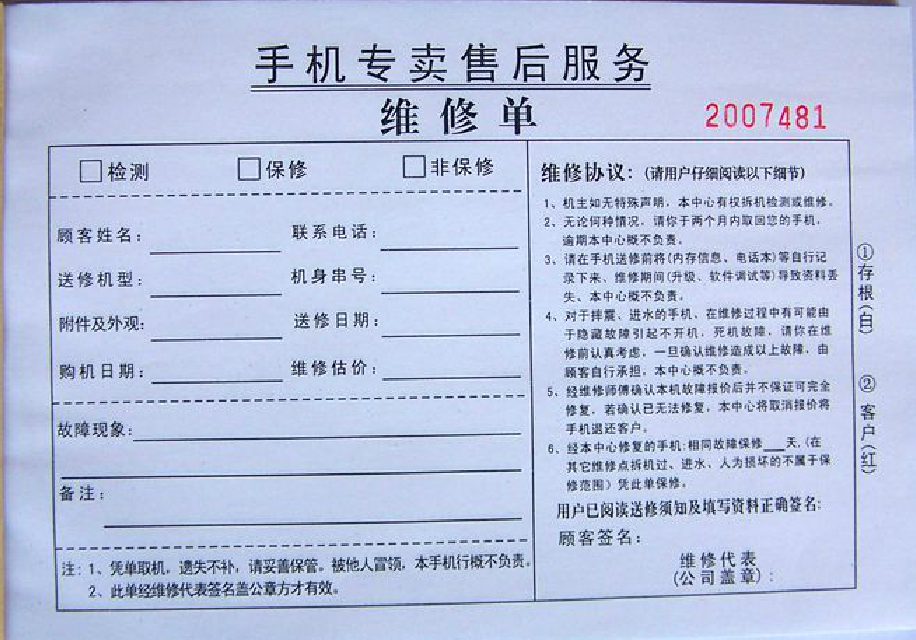 手机专卖售后服务
维修单
2007481
□检测 □保修 □非保修
顾客姓名: 联系电话:
送修机型: 机身串号:
附件及外观: 送修日期:
购机日期: 维修估价:
故障现象:
备注:
注: 1、凭单取机，遗失不补，请妥善保管。被他人冒领，本手机行概不负责。
2、此单经维修代表签名盖公章方才有效。
维修协议: (请用户仔细阅读以下细节)
1、机主如无特殊声明，本中心有权拆机检测或维修。
2、无论何种情况，请你于两个月内取回您的手机，
逾期本中心概不负责。
3、请在手机送修前将(内存信息、电话本)等自行记
录下来、维修期间(升级、软件调试等)导致资料丢
失、本中心概不负责。
4、对于摔震、进水的手机、在维修过程中有可能由
于隐藏故障引起不开机，死机故障，请你在维
修前认真考虑，一旦确认维修造成以上故障，由
顾客自行承担，本中心概不负责。
5、经维修师傅确认本机故障报价后并不保证可完全
修复，若确认已无法修复，本中心将取消报价将
手机退还客户。
6、经本中心修复的手机:相同故障保修___天,(在
其它维修点拆机过、进水、人为损坏的不属于保
修范围）凭此单保修。
用户已阅读送修须知及填写资料正确签名:
顾客签名:
维修代表
(公司盖章):
①存根(白)
②客户(红)